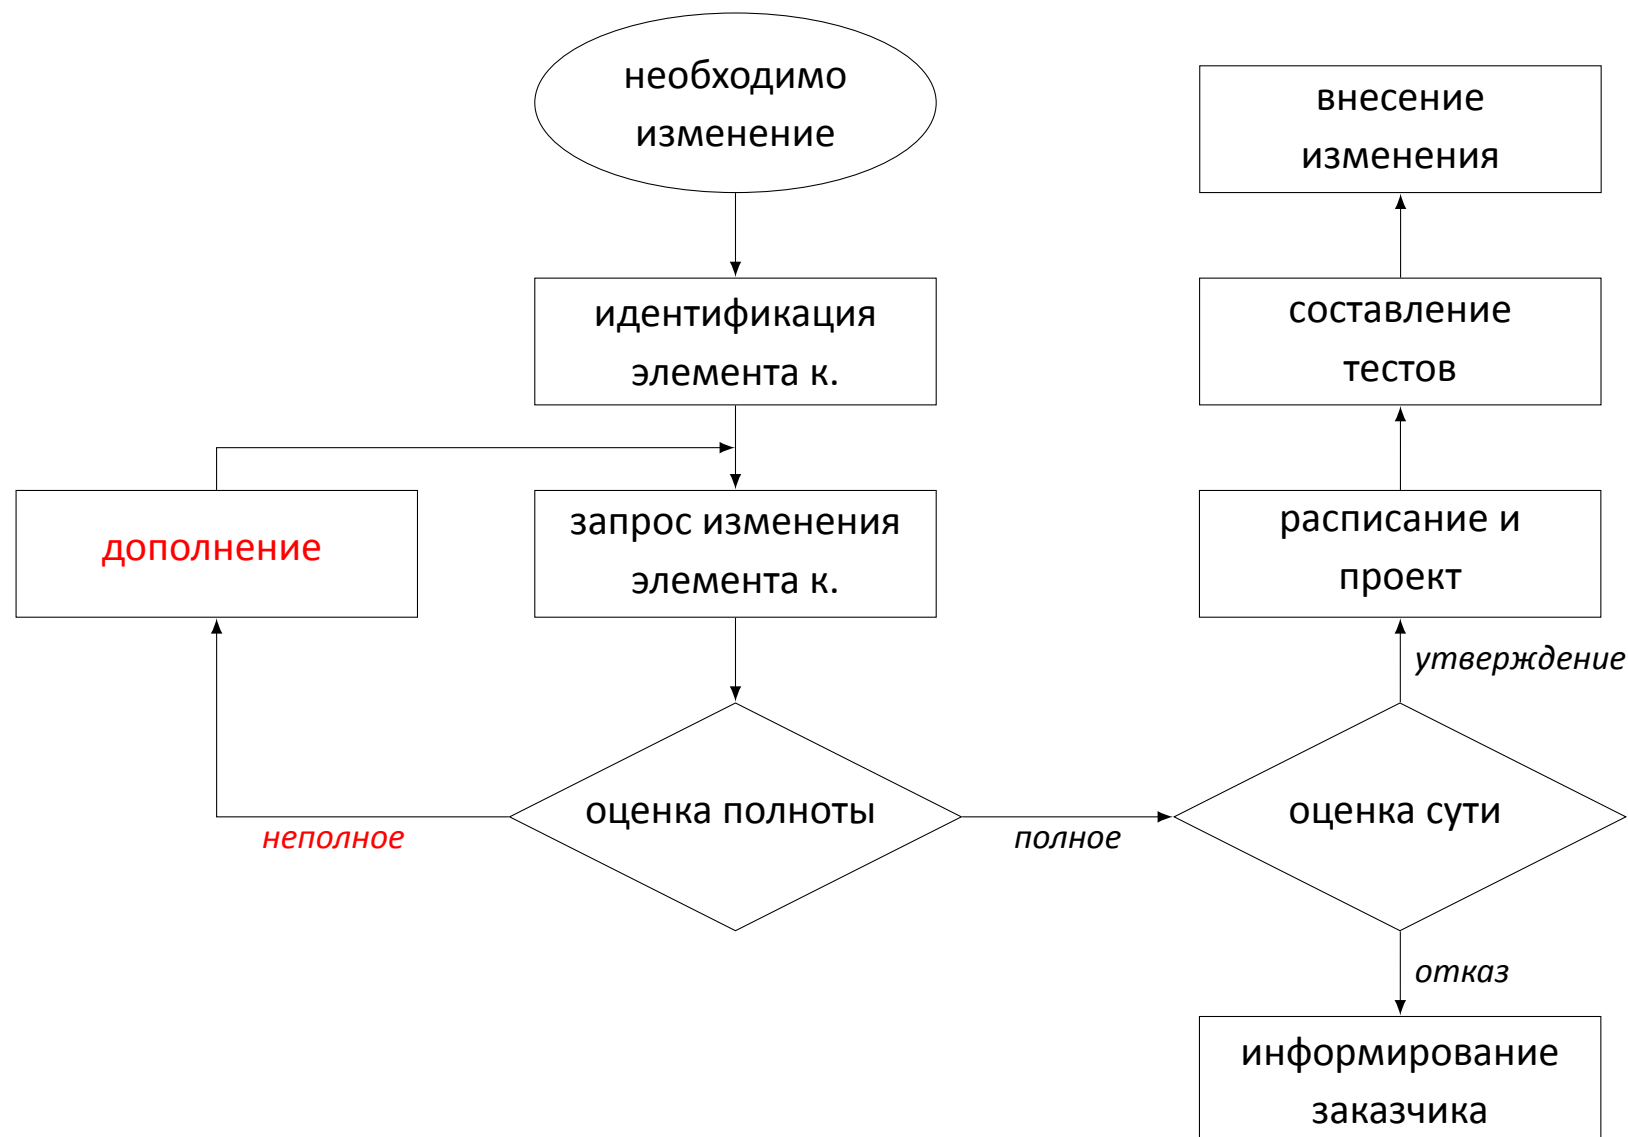 необходимо
изменение
идентификация
элемента к.
запрос изменения
элемента к.
дополнение
оценка полноты
неполное
полное
оценка сути
утверждение
расписание и
проект
составление
тестов
внесение
изменения
отказ
информирование
заказчика